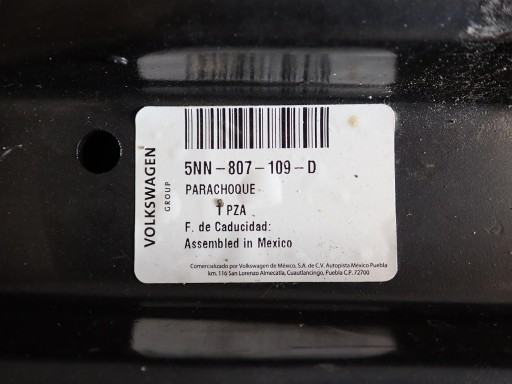 VOLKSWAGEN
GROUP
5NN-807-109-D
PARACHOQUE
1 PZA
F. de Caducidad:
Assembled in Mexico
Comercializado por Volkswagen de México, S.A. de C.V. Autopista México Puebla
km. 116 San Lorenzo Almecatla, Cuautlancingo, Puebla C.P. 72700